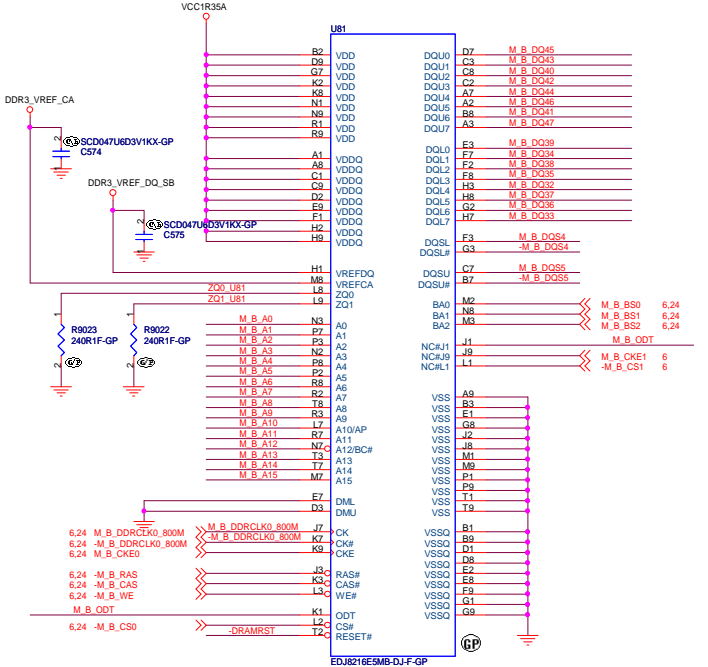 VCC1R35A
U81
B2 VDD
D9 VDD
G7 VDD
K2 VDD
K8 VDD
N1 VDD
N9 VDD
R1 VDD
R9 VDD
A1 VDDQ
A8 VDDQ
C1 VDDQ
C9 VDDQ
D2 VDDQ
E9 VDDQ
F1 VDDQ
H2 VDDQ
H9 VDDQ
DDR3_VREF_CA
2
SCD047U6D3V1KX-GP
C574
DDR3_VREF_DQ_SB
2
SCD047U6D3V1KX-GP
C575
H1 VREFDQ
M8 VREFCA
ZQ0_U81 L8 ZQ0
ZQ1_U81 L9 ZQ1
1
R9023
240R1F-GP
2
1
R9022
240R1F-GP
2
M_B_A0 N3 A0
M_B_A1 P7 A1
M_B_A2 P3 A2
M_B_A3 N2 A3
M_B_A4 P8 A4
M_B_A5 P2 A5
M_B_A6 R8 A6
M_B_A7 R2 A7
M_B_A8 T8 A8
M_B_A9 R3 A9
M_B_A10 L7 A10/AP
M_B_A11 R7 A11
M_B_A12 N7 A12/BC#
M_B_A13 T3 A13
M_B_A14 T7 A14
M_B_A15 M7 A15
E7 DML
D3 DMU
6,24 M_B_DDRCLK0_800M M_B_DDRCLK0_800M J7 CK
6,24 -M_B_DDRCLK0_800M -M_B_DDRCLK0_800M K7 CK#
6,24 M_B_CKE0 K9 CKE
6,24 -M_B_RAS J3 RAS#
6,24 -M_B_CAS K3 CAS#
6,24 -M_B_WE L3 WE#
M_B_ODT K1 ODT
6,24 -M_B_CS0 L2 CS#
-DRAMRST T2 RESET#
DQU0 D7 M_B_DQ45
DQU1 C3 M_B_DQ43
DQU2 C8 M_B_DQ40
DQU3 C2 M_B_DQ42
DQU4 A7 M_B_DQ44
DQU5 A2 M_B_DQ46
DQU6 B8 M_B_DQ41
DQU7 A3 M_B_DQ47
DQL0 E3 M_B_DQ39
DQL1 F7 M_B_DQ34
DQL2 F2 M_B_DQ38
DQL3 F8 M_B_DQ35
DQL4 H3 M_B_DQ32
DQL5 H8 M_B_DQ37
DQL6 G2 M_B_DQ36
DQL7 H7 M_B_DQ33
DQSL F3 M_B_DQS4
DQSL# G3 -M_B_DQS4
DQSU C7 M_B_DQS5
DQSU# B7 -M_B_DQS5
BA0 M2 M_B_BS0 6,24
BA1 N8 M_B_BS1 6,24
BA2 M3 M_B_BS2 6,24
NC#J1 J1 M_B_ODT
NC#J9 J9 M_B_CKE1 6
NC#L1 L1 -M_B_CS1 6
VSS A9
VSS B3
VSS E1
VSS G8
VSS J2
VSS J8
VSS M1
VSS M9
VSS P1
VSS P9
VSS T1
VSS T9
VSSQ B1
VSSQ B9
VSSQ D1
VSSQ D8
VSSQ E2
VSSQ E8
VSSQ F9
VSSQ G1
VSSQ G9
GP
EDJ8216E5MB-DJ-F-GP